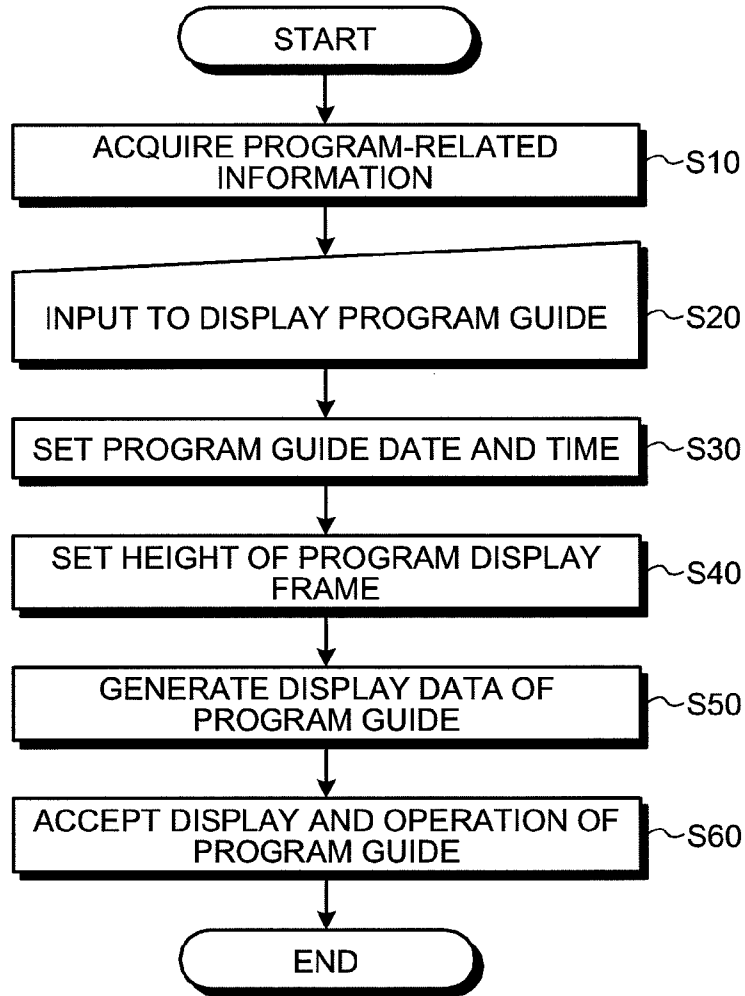 START
ACQUIRE PROGRAM-RELATED
INFORMATION
S10
INPUT TO DISPLAY PROGRAM GUIDE
S20
SET PROGRAM GUIDE DATE AND TIME
S30
SET HEIGHT OF PROGRAM DISPLAY
FRAME
S40
GENERATE DISPLAY DATA OF
PROGRAM GUIDE
S50
ACCEPT DISPLAY AND OPERATION OF
PROGRAM GUIDE
S60
END